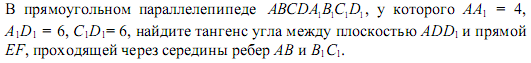 В прямоугольном параллелепипеде ABCDA₁B₁C₁D₁, у которого AA₁ = 4,
A₁D₁ = 6, C₁D₁= 6, найдите тангенс угла между плоскостью ADD₁ и прямой
EF, проходящей через середины ребер AB и B₁C₁.